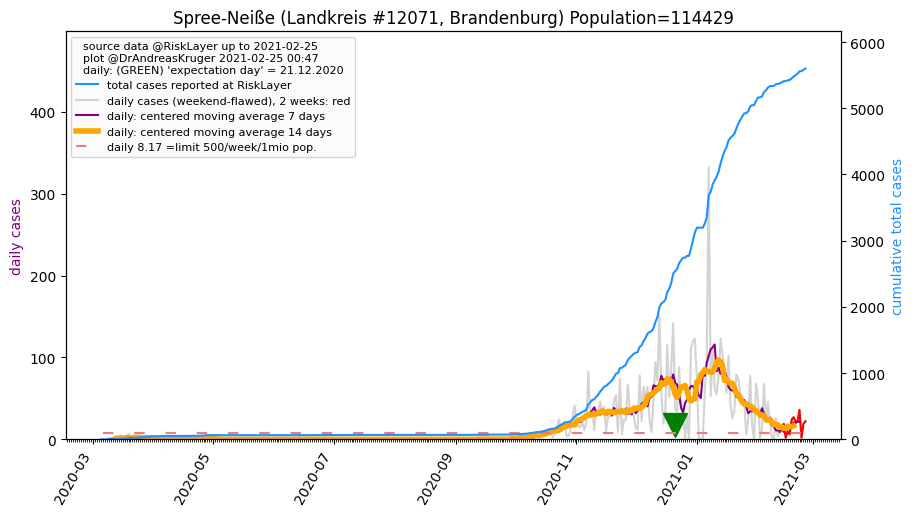 Spree-Neiße (Landkreis #12071, Brandenburg) Population=114429
source data @RiskLayer up to 2021-02-25
plot @DrAndreasKruger 2021-02-25 00:47
daily: (GREEN) 'expectation day' = 21.12.2020
total cases reported at RiskLayer
daily cases (weekend-flawed), 2 weeks: red
daily: centered moving average 7 days
daily: centered moving average 14 days
daily 8.17 =limit 500/week/1mio pop.
daily cases
0
100
200
300
400
cumulative total cases
0
1000
2000
3000
4000
5000
6000
2020-03
2020-05
2020-07
2020-09
2020-11
2021-01
2021-03